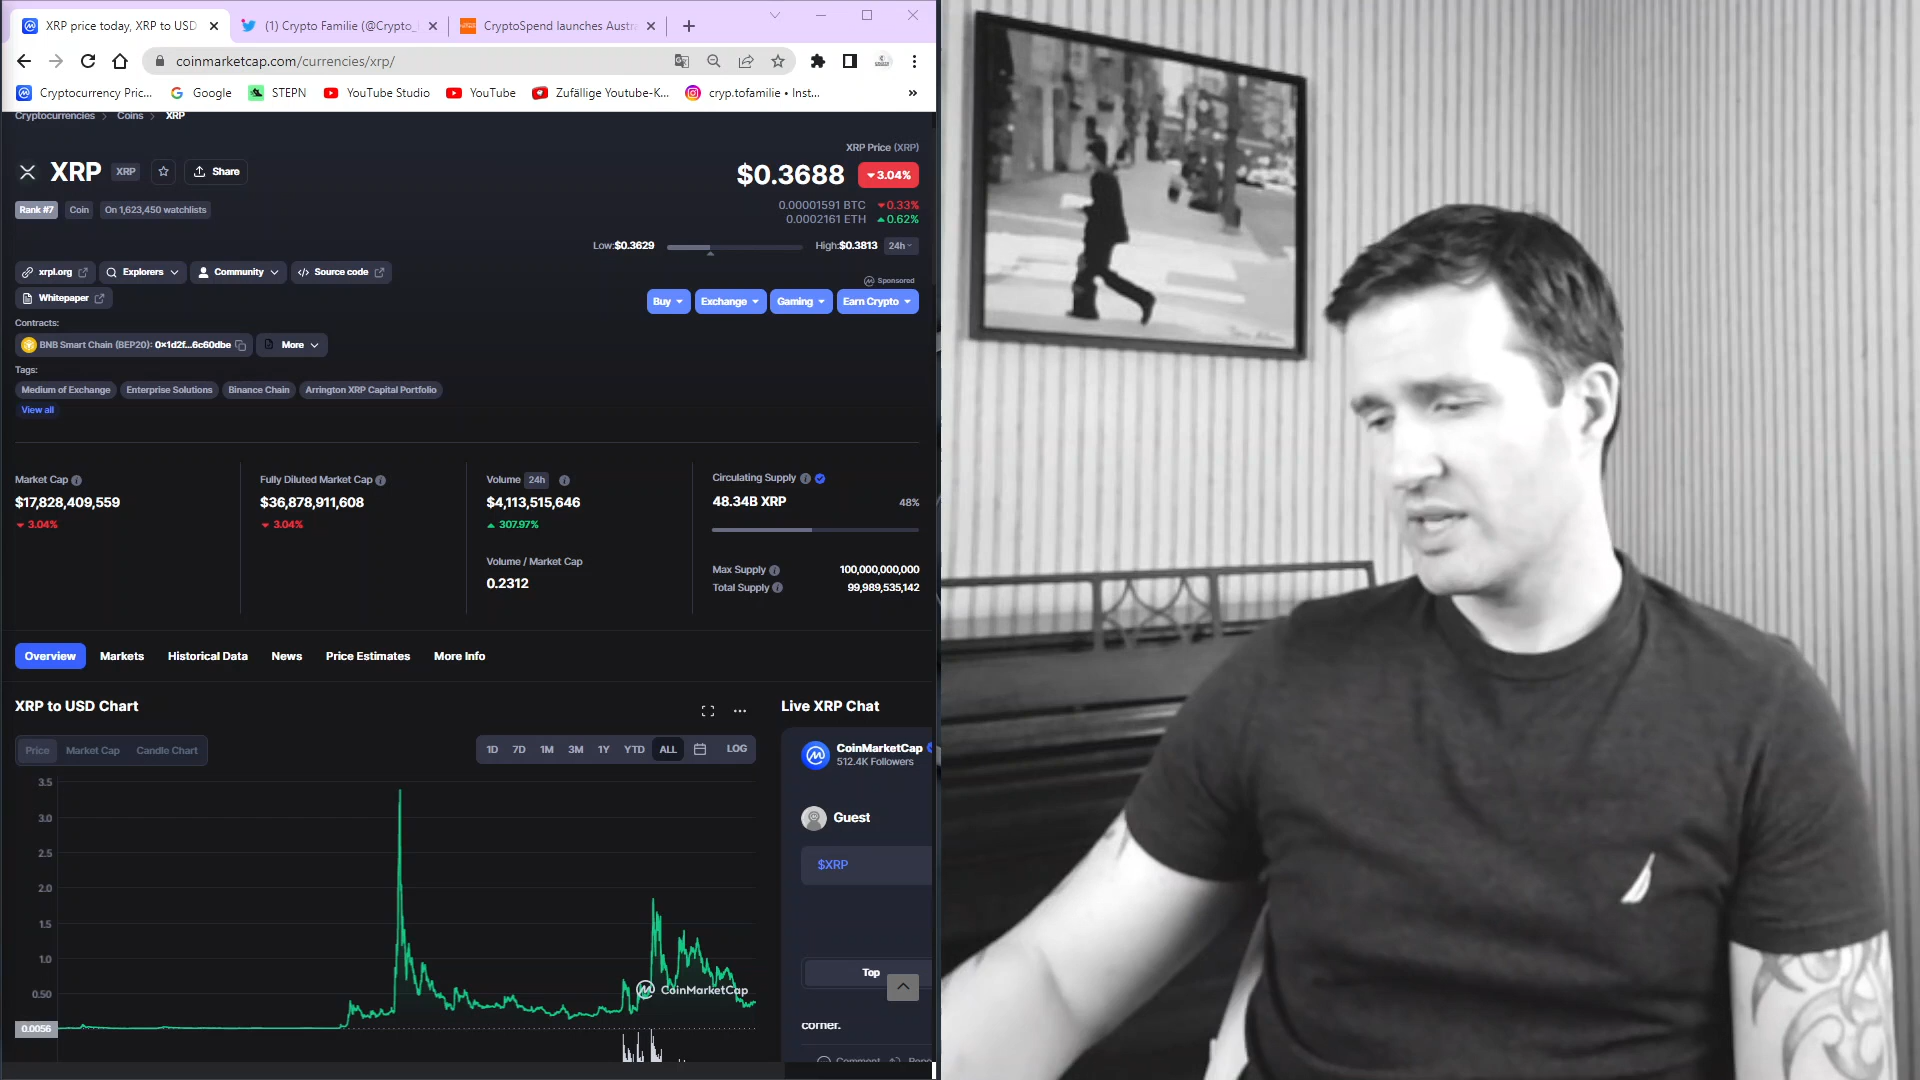 XRP price today, XRP to USD
(1) Crypto Familie (@Crypto_
CryptoSpend launches Austra
coinmarketcap.com/currencies/xrp/
Cryptocurrency Pric...
Google
STEPN
YouTube Studio
YouTube
Zufällige Youtube-K...
cryp.tofamilie • Inst...
»
Cryptocurrencies > Coins > XRP
XRP Price (XRP)
XRP XRP Share
$0.3688 3.04%
Rank #7 Coin On 1,623,450 watchlists
0.00001591 BTC 0.33%
0.0002161 ETH 0.62%
Low:$0.3629 High:$0.3813 24h
xrpl.org Explorers Community Source code
Sponsored
Whitepaper
Buy Exchange Gaming Earn Crypto
Contracts:
BNB Smart Chain (BEP20): 0x1d2f...6c60dbe More
Tags:
Medium of Exchange Enterprise Solutions Binance Chain Arrington XRP Capital Portfolio
View all
Market Cap
$17,828,409,559
3.04%
Fully Diluted Market Cap
$36,878,911,608
3.04%
Volume 24h
$4,113,515,646
307.97%
Volume / Market Cap
0.2312
Circulating Supply
48.34B XRP 48%
Max Supply 100,000,000,000
Total Supply 99,989,535,142
Overview Markets Historical Data News Price Estimates More Info
XRP to USD Chart
Price Market Cap Candle Chart
1D 7D 1M 3M 1Y YTD ALL LOG
3.5
3.0
2.5
2.0
1.5
1.0
0.50
0.0056
CoinMarketCap
Live XRP Chat
CoinMarketCap
512.4K Followers
Guest
$XRP
Top
corner.
Comment